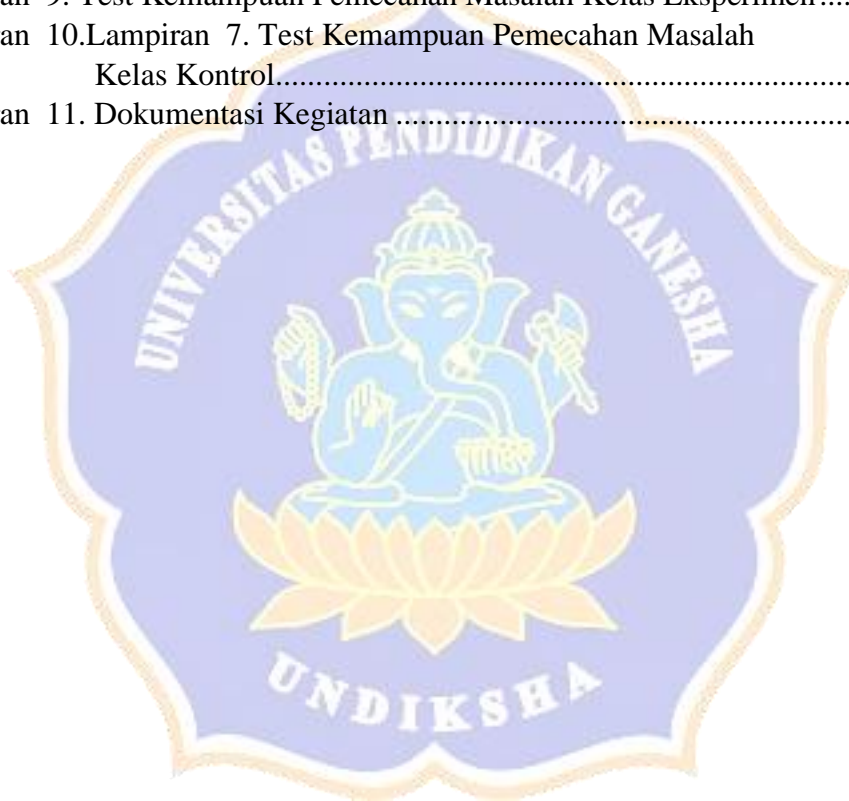 an 9. Test Kemampuan Pemecahan Masalah Kelas Eksperimen....
an 10.Lampiran 7. Test Kemampuan Pemecahan Masalah
Kelas Kontrol...........................................................................
an 11. Dokumentasi Kegiatan ...........................................................
UNIVERSITAS PENDIDIKAN GANESHA
UNDIKSHA